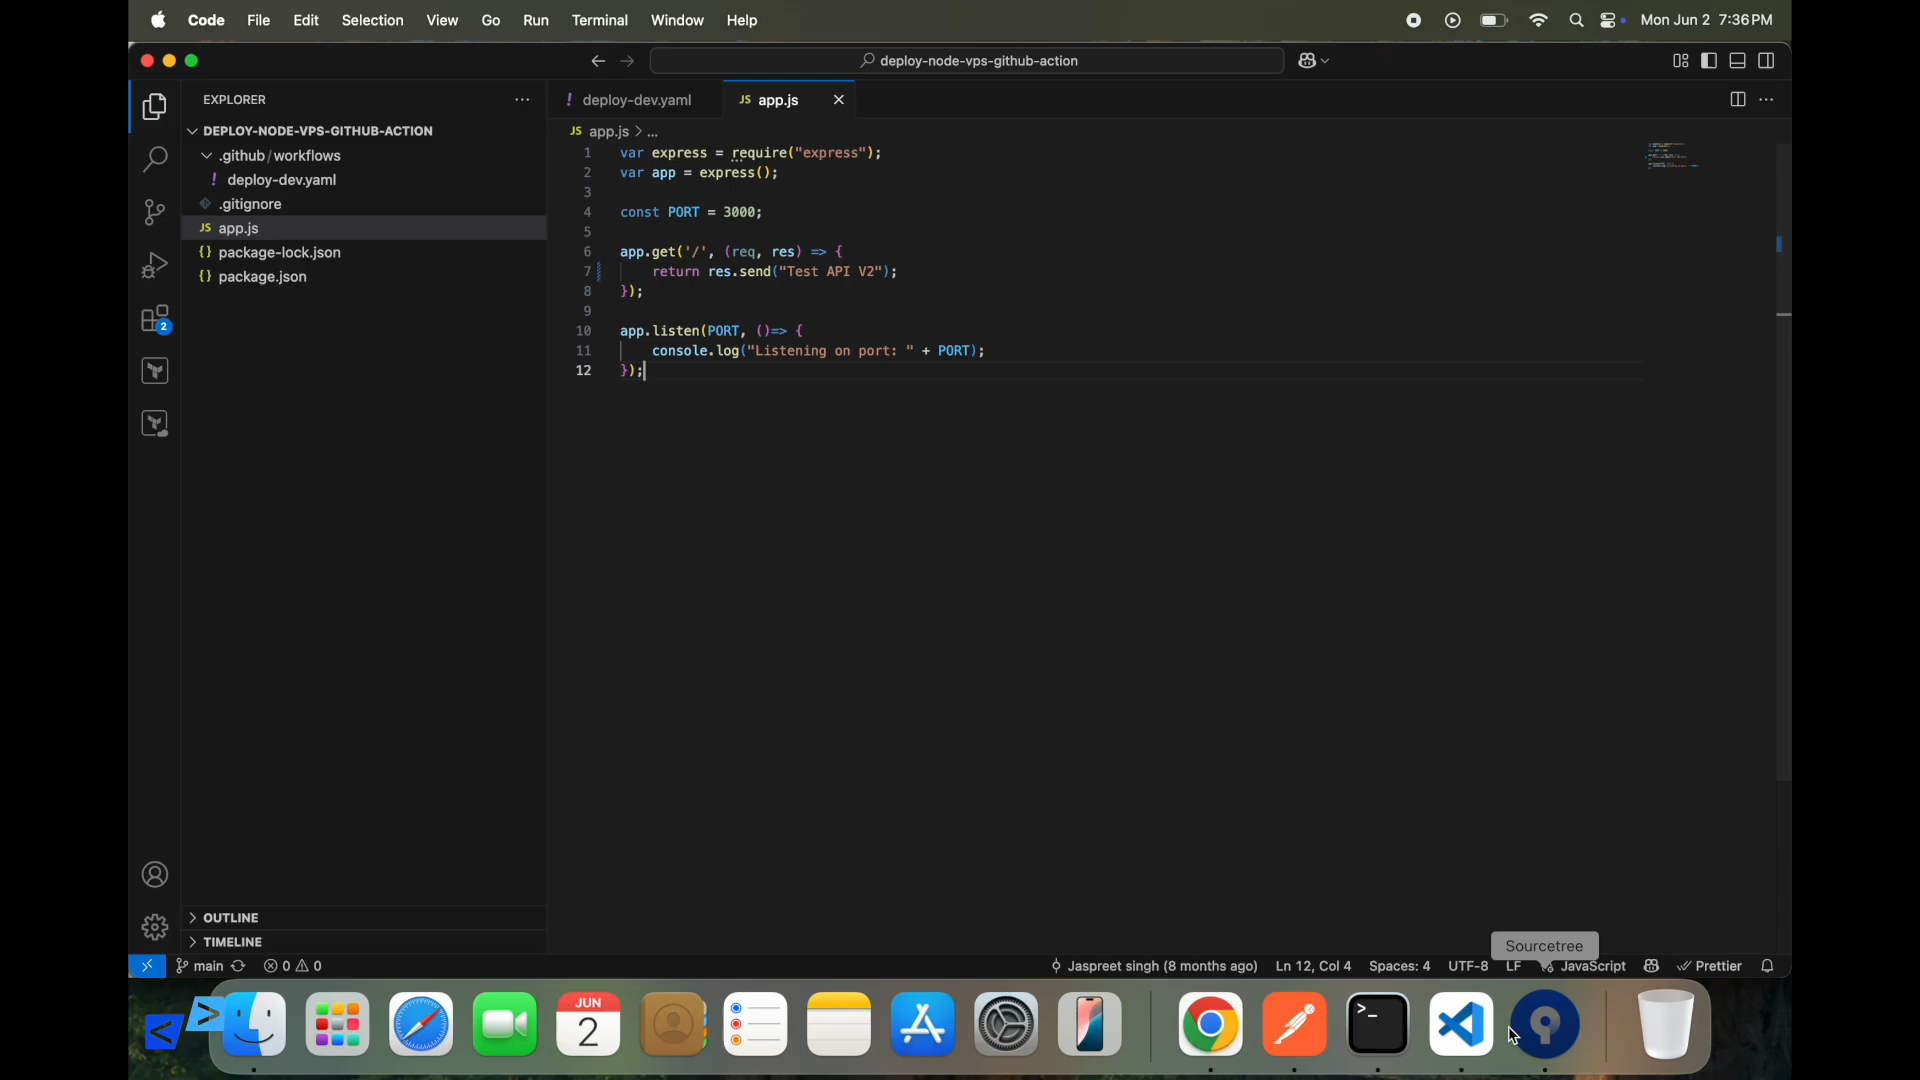 Code File Edit Selection View Go Run Terminal Window Help Mon Jun 2 7:36 PM
deploy-node-vps-github-action
EXPLORER
DEPLOY-NODE-VPS-GITHUB-ACTION
.github/workflows
! deploy-dev.yaml
.gitignore
JS app.js
{} package-lock.json
{} package.json
2
OUTLINE
TIMELINE
! deploy-dev.yaml JS app.js
JS app.js > ...
1 var express = require("express");
2 var app = express();
3
4 const PORT = 3000;
5
6 app.get('/', (req, res) => {
7 return res.send("Test API V2");
8 });
9
10 app.listen(PORT, ()=> {
11 console.log("Listening on port: " + PORT);
12 });
Sourcetree
main 0 0 Jaspreet singh (8 months ago) Ln 12, Col 4 Spaces: 4 UTF-8 LF JavaScript Prettier
JUN
2